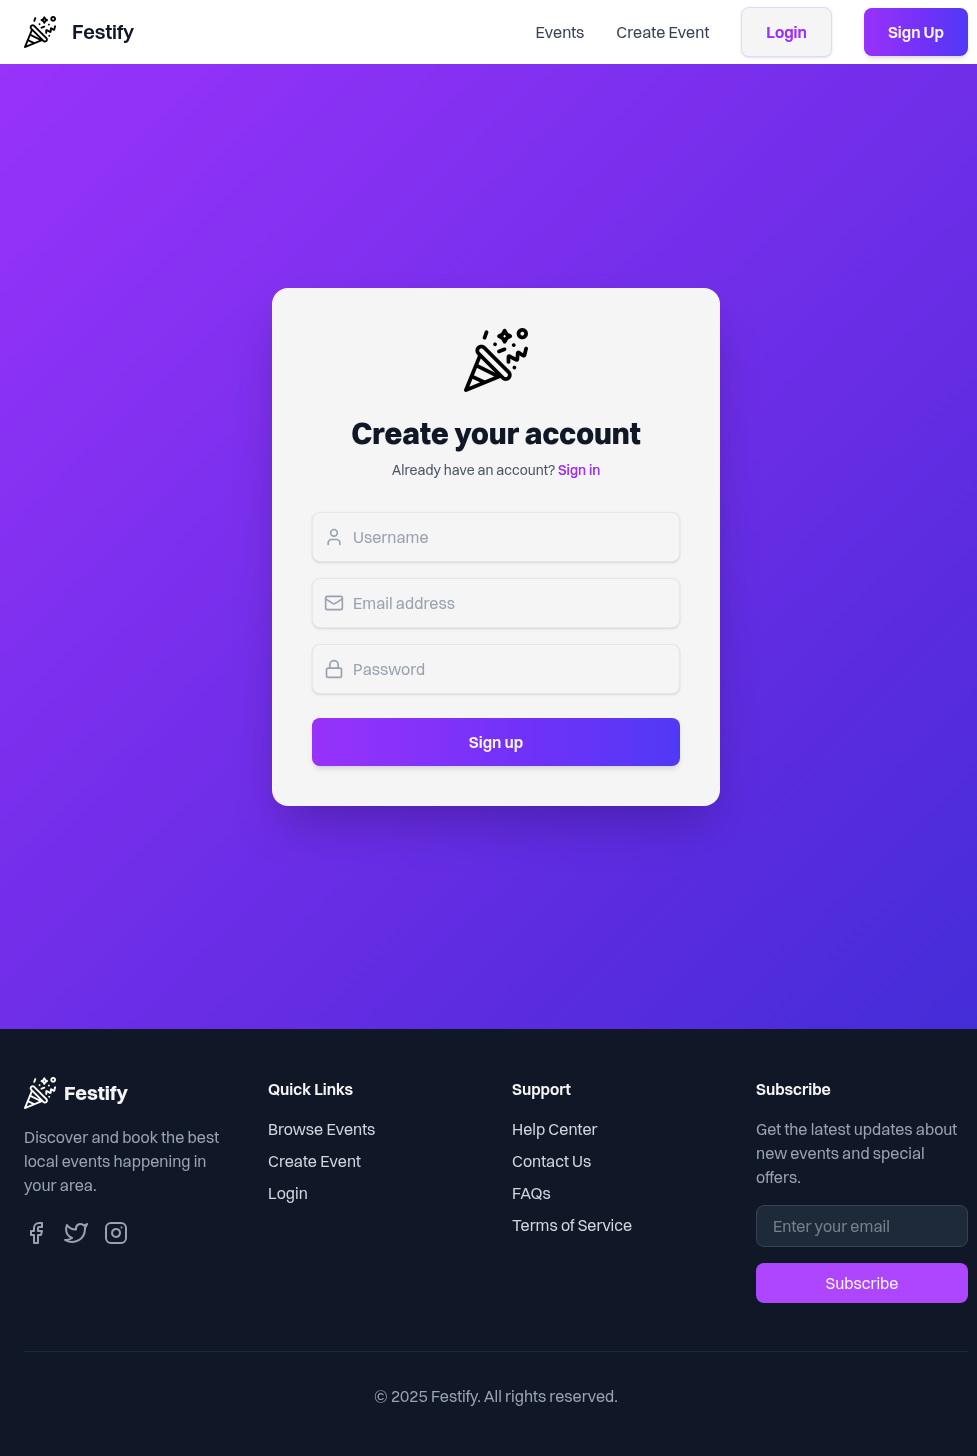 Festify
Events
Create Event
Login
Sign Up
Create your account
Already have an account? Sign in
Username
Email address
Password
Sign up
Festify
Discover and book the best
local events happening in
your area.
Quick Links
Browse Events
Create Event
Login
Support
Help Center
Contact Us
FAQs
Terms of Service
Subscribe
Get the latest updates about
new events and special
offers.
Enter your email
Subscribe
© 2025 Festify. All rights reserved.